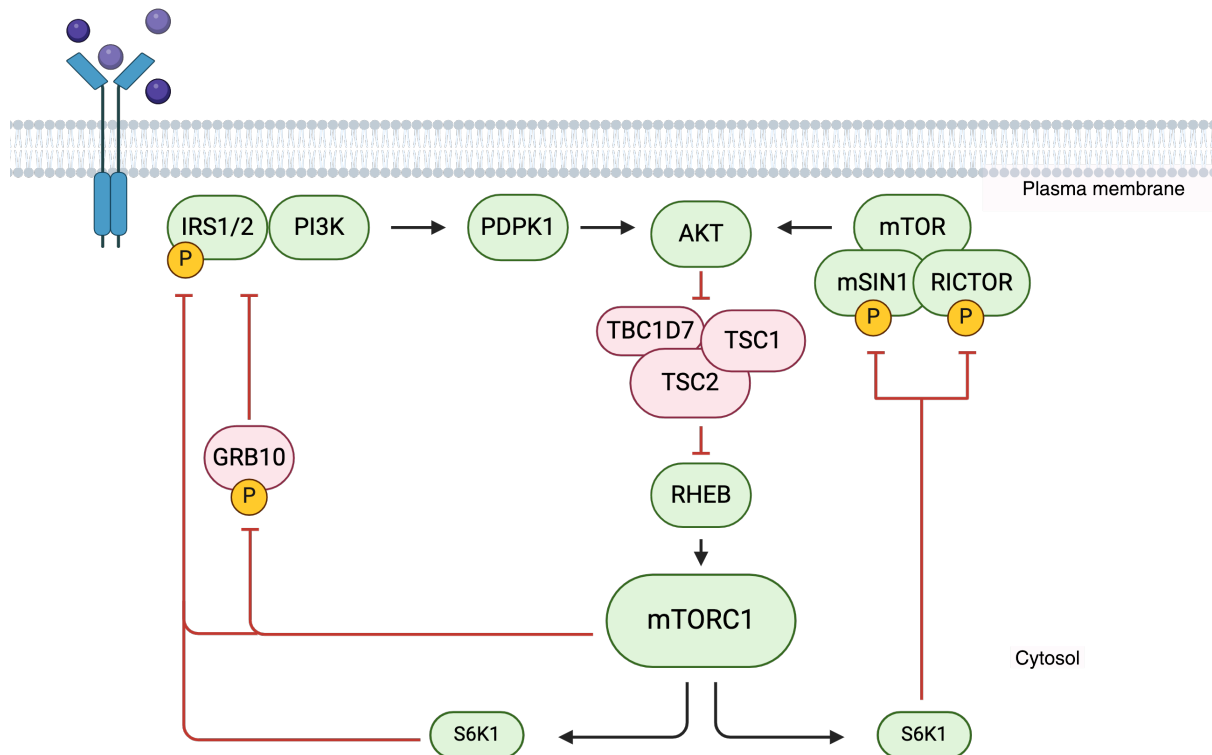 Plasma membrane
IRS1/2
PI3K
PDPK1
AKT
mTOR
P
mSIN1
RICTOR
P
P
TBC1D7
TSC1
TSC2
GRB10
P
RHEB
mTORC1
Cytosol
S6K1
S6K1